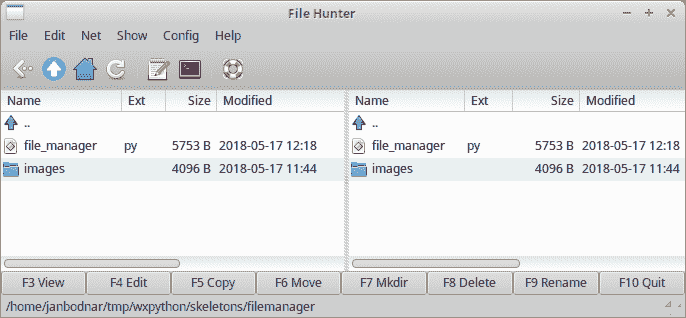 File Hunter
File Edit Net Show Config Help
Name Ext Size Modified Name Ext Size Modified
.. ..
file_manager py 5753 B 2018-05-17 12:18 file_manager py 5753 B 2018-05-17 12:18
images 4096 B 2018-05-17 11:44 images 4096 B 2018-05-17 11:44
F3 View F4 Edit F5 Copy F6 Move F7 Mkdir F8 Delete F9 Rename F10 Quit
/home/janbodnar/tmp/wxpython/skeletons/filemanager